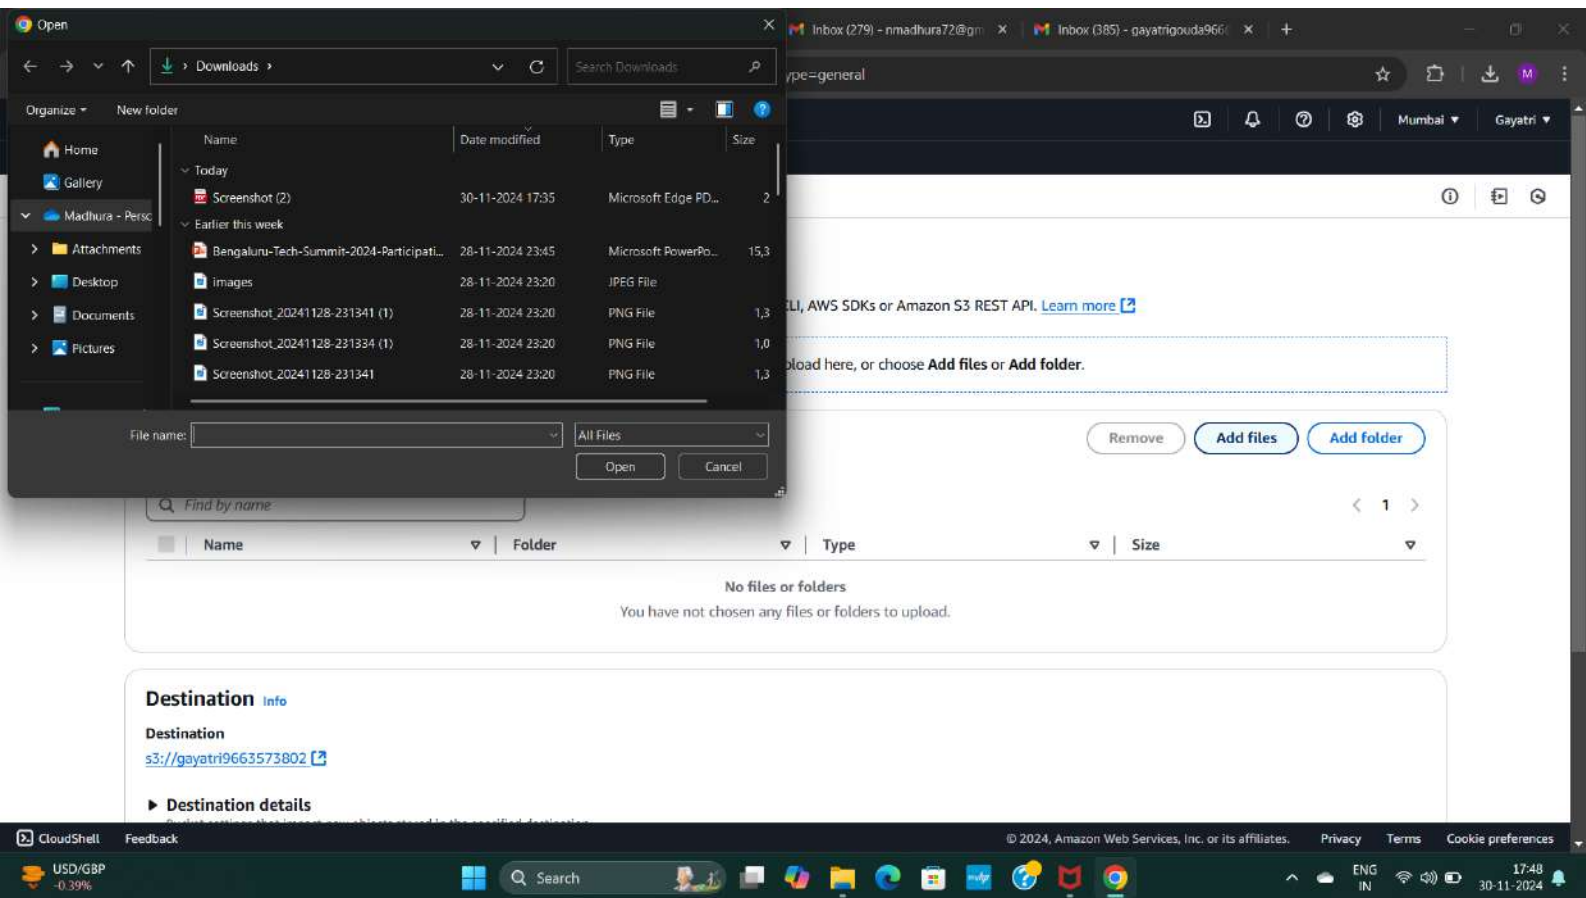 Open
Inbox (279) - nmadhura72@gm
Inbox (385) - gayatrigouda966
Downloads
Search Downloads
ype=general
Organize
New folder
Mumbai
Gayatri
Name Date modified Type Size
Home
Gallery
Madhura - Persc
Attachments
Desktop
Documents
Pictures
Today
Screenshot (2) 30-11-2024 17:35 Microsoft Edge PD... 2
Earlier this week
Bengaluru-Tech-Summit-2024-Participati... 28-11-2024 23:45 Microsoft PowerPo... 15,3
images 28-11-2024 23:20 JPEG File
Screenshot_20241128-231341 (1) 28-11-2024 23:20 PNG File 1,3
Screenshot_20241128-231334 (1) 28-11-2024 23:20 PNG File 1,0
Screenshot_20241128-231341 28-11-2024 23:20 PNG File 1,3
File name:
All Files
Open
Cancel
LI, AWS SDKs or Amazon S3 REST API. Learn more
load here, or choose Add files or Add folder.
Remove
Add files
Add folder
Find by name
1
Name Folder Type Size
No files or folders
You have not chosen any files or folders to upload.
Destination Info
Destination
s3://gayatri9663573802
Destination details
CloudShell Feedback
© 2024, Amazon Web Services, Inc. or its affiliates. Privacy Terms Cookie preferences
USD/GBP
-0.39%
Search
ENG
IN
17:48
30-11-2024